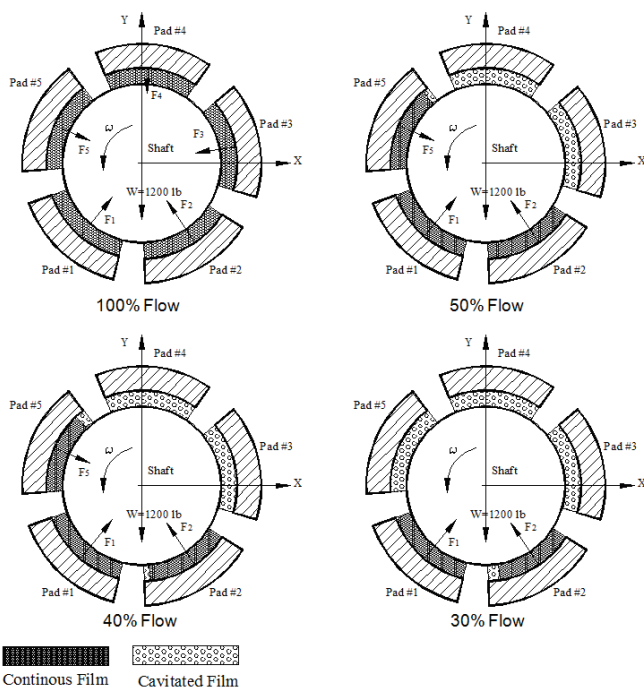 Y
Pad #4
Pad #5
F4
Pad #3
ω
F3
F5
Shaft
X
W=1200 lb
F1
F2
Pad #1
Pad #2
100% Flow
Y
Pad #4
Pad #5
Pad #3
ω
F5
Shaft
X
W=1200 lb
F1
F2
Pad #1
Pad #2
50% Flow
Y
Pad #4
Pad #5
Pad #3
ω
F5
Shaft
X
W=1200 lb
F1
F2
Pad #1
Pad #2
40% Flow
Y
Pad #4
Pad #5
Pad #3
ω
Shaft
X
W=1200 lb
F1
F2
Pad #1
Pad #2
30% Flow
Continous Film
Cavitated Film